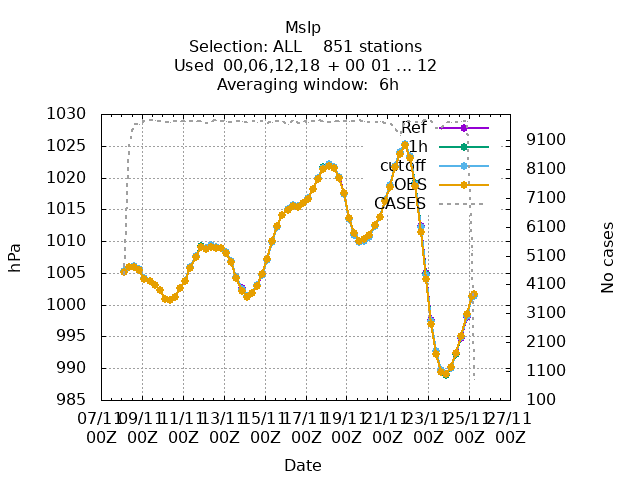 Mslp
Selection: ALL 851 stations
Used 00,06,12,18 + 00 01 ... 12
Averaging window: 6h
1030
1025
1020
1015
1010
1005
1000
995
990
985
hPa
9100
8100
7100
6100
5100
4100
3100
2100
1100
100
No cases
Ref
1h
cutoff
OBS
CASES
07/11 09/11 11/11 13/11 15/11 17/11 19/11 21/11 23/11 25/11 27/11
00Z 00Z 00Z 00Z 00Z 00Z 00Z 00Z 00Z 00Z 00Z
Date